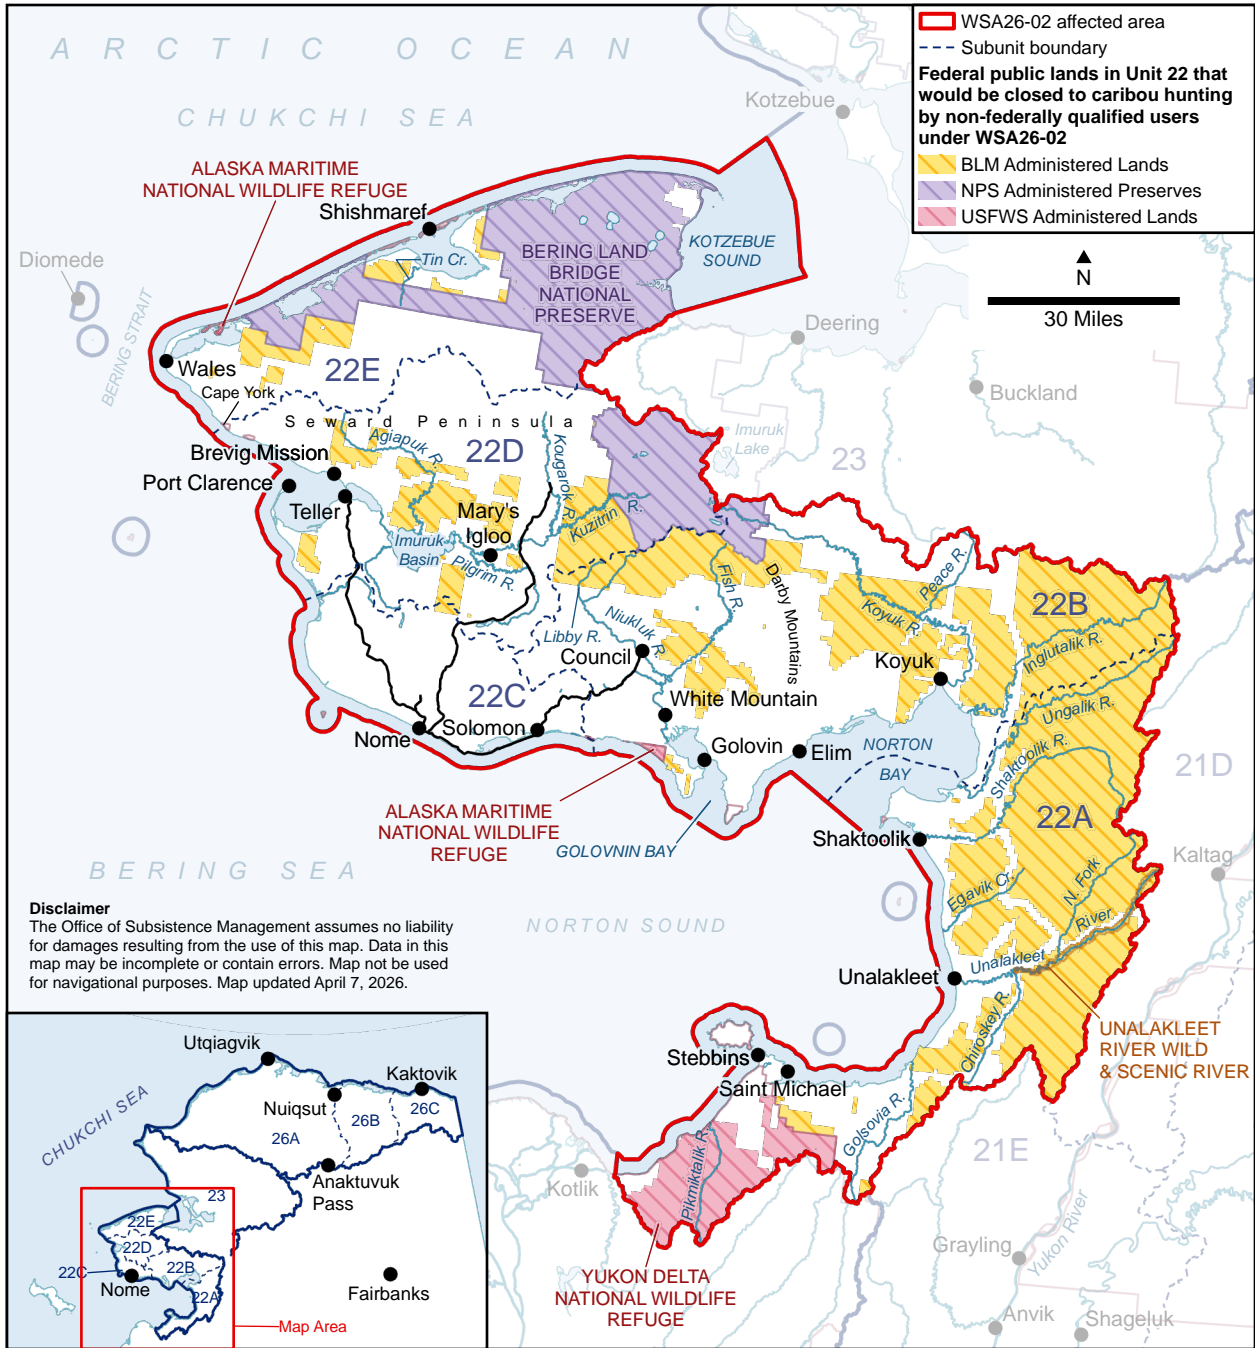 ARCTIC OCEAN
CHUKCHI SEA
WSA26-02 affected area
Subunit boundary
Federal public lands in Unit 22 that
would be closed to caribou hunting
by non-federally qualified users
under WSA26-02
BLM Administered Lands
NPS Administered Preserves
USFWS Administered Lands
N
30 Miles
Kotzebue
ALASKA MARITIME
NATIONAL WILDLIFE
REFUGE
Shishmaref
Diomede
BERING STRAIT
Tin Cr.
BERING LAND
BRIDGE
NATIONAL
PRESERVE
KOTZEBUE
SOUND
Deering
Buckland
Wales
Cape York
22E
Seward Peninsula
Imuruk
Lake
23
Agiapuk R.
22D
Kougarok R.
Brevig Mission
Port Clarence
Teller
Mary's
Igloo
Kuzitrin R.
Imuruk
Basin
Pilgrim R.
Fish R.
Darby Mountains
Peace R.
Koyuk R.
22B
Libby R.
Niukluk R.
Inglutalik R.
Council
Koyuk
22C
White Mountain
Ungalik R.
Nome
Solomon
Golovin
Elim
NORTON
BAY
Shaktoolik R.
21D
ALASKA MARITIME
NATIONAL WILDLIFE
REFUGE
GOLOVNIN BAY
22A
Shaktoolik
Kaltag
BERING SEA
Egavik Cr.
N. Fork
NORTON SOUND
River
Unalakleet
Unalakleet
Disclaimer
The Office of Subsistence Management assumes no liability
for damages resulting from the use of this map. Data in this
map may be incomplete or contain errors. Map not be used
for navigational purposes. Map updated April 7, 2026.
Chiroskey R.
UNALAKLEET
RIVER WILD
& SCENIC RIVER
Stebbins
Saint Michael
Golsovia R.
21E
Pikmiktalik R.
Kotlik
Grayling
Yukon River
YUKON DELTA
NATIONAL WILDLIFE
REFUGE
Anvik
Shageluk
Utqiagvik
Kaktovik
CHUKCHI SEA
Nuiqsut
26C
26B
26A
Anaktuvuk
Pass
23
22E
22D
22C
22B
Nome
22A
Fairbanks
Map Area